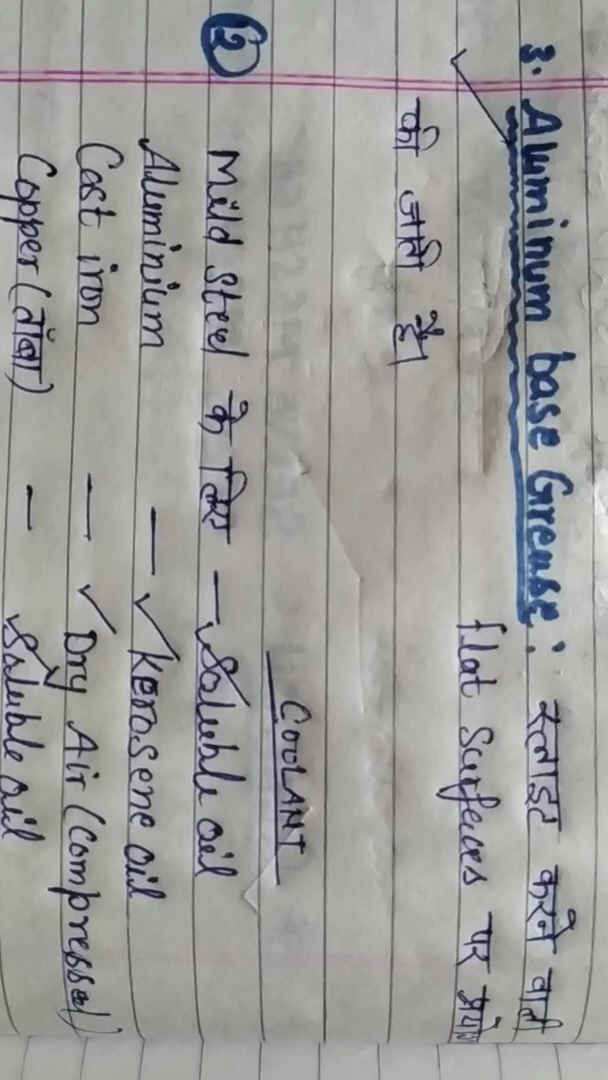 3. Aluminum base Grease: स्लाइड करने वाली
flat Surfaces पर प्रयोग
की जाती है।
COOLANT
② Mild steel के लिए — Soluble oil
Aluminium — Kerosene oil
Cast iron — Dry Air (Compressed)
Copper (ताँबा) — Soluble oil